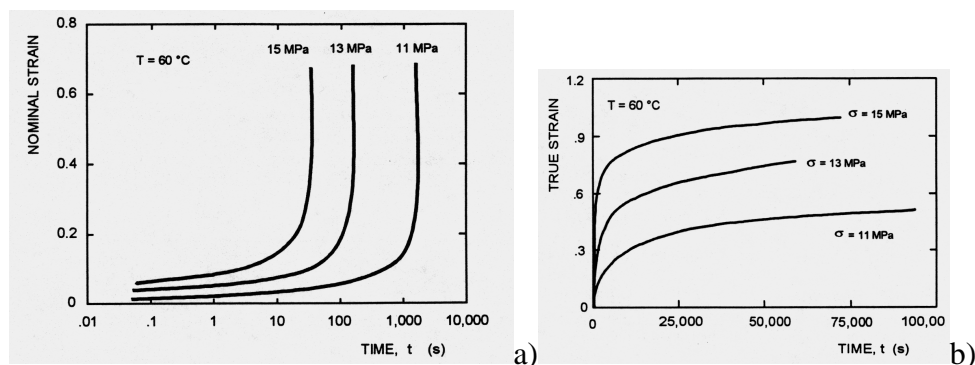 0.8
0.6
0.4
0.2
0
NOMINAL STRAIN
T = 60 °C
15 MPa 13 MPa 11 MPa
.01 .1 1 10 100 1,000 10,000
TIME, t (s)
a)
1.2
.9
.6
.3
0
TRUE STRAIN
T = 60 °C
σ = 15 MPa
σ = 13 MPa
σ = 11 MPa
0 25,000 50,000 75,000 100,00
TIME, t (s)
b)